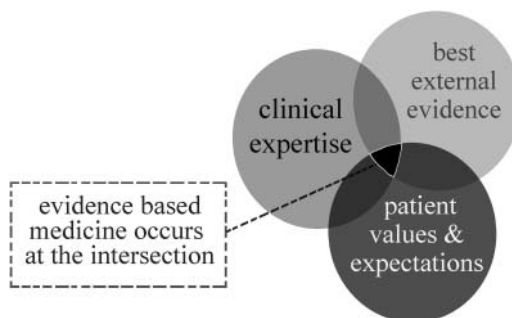 best
external
evidence
clinical
expertise
evidence based
medicine occurs
at the intersection
patient
values &
expectations